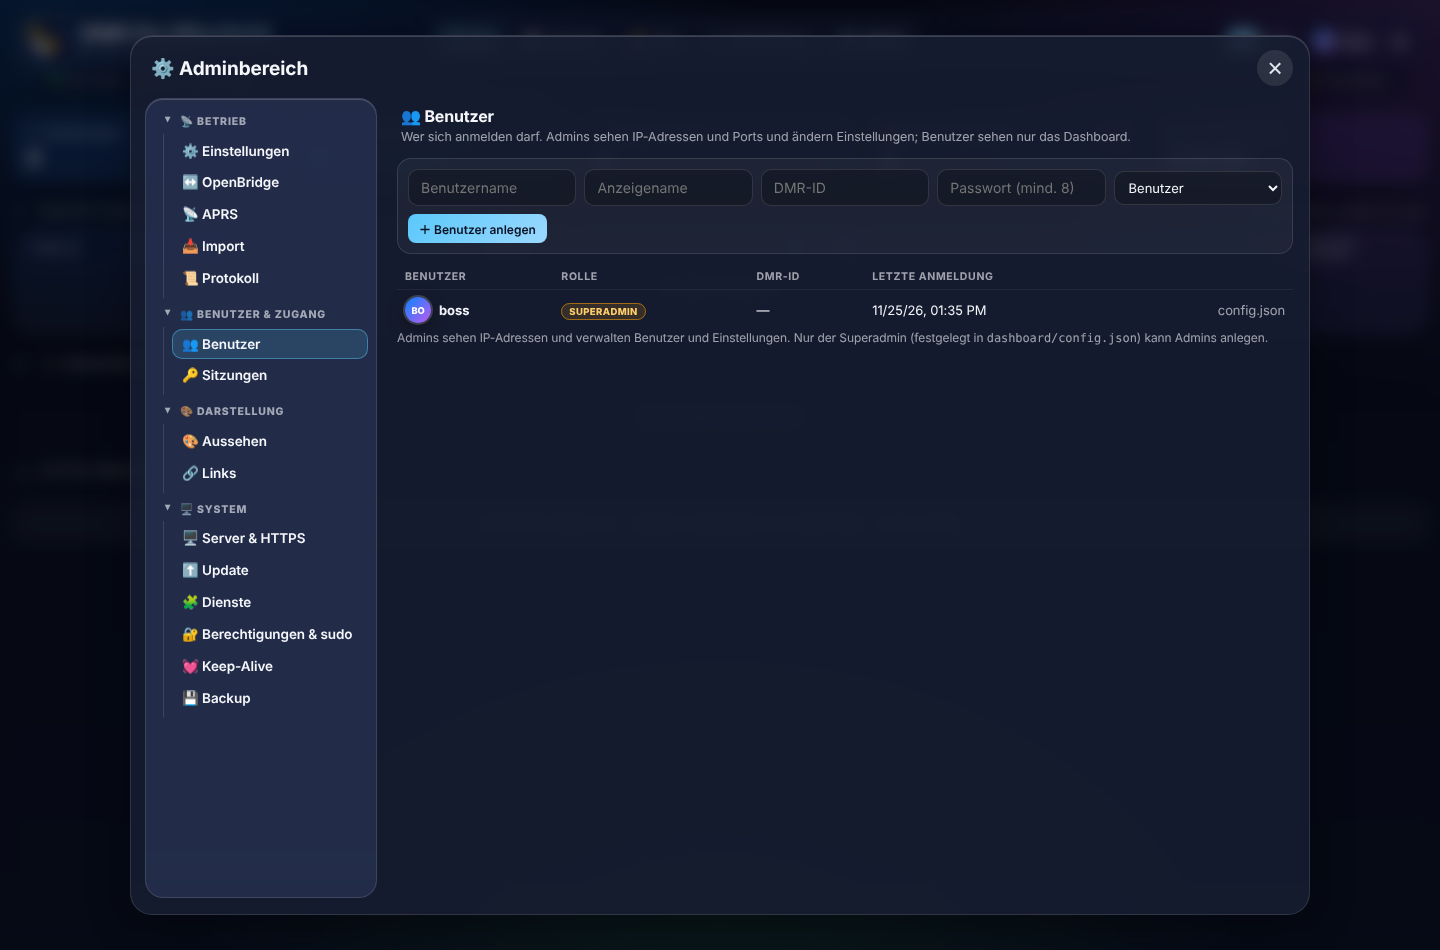 Adminbereich
BETRIEB
Einstellungen
OpenBridge
APRS
Import
Protokoll
BENUTZER & ZUGANG
Benutzer
Sitzungen
DARSTELLUNG
Aussehen
Links
SYSTEM
Server & HTTPS
Update
Dienste
Berechtigungen & sudo
Keep-Alive
Backup
Benutzer
Wer sich anmelden darf. Admins sehen IP-Adressen und Ports und ändern Einstellungen; Benutzer sehen nur das Dashboard.
Benutzername Anzeigename DMR-ID Passwort (mind. 8) Benutzer
+ Benutzer anlegen
BENUTZER ROLLE DMR-ID LETZTE ANMELDUNG
BO boss SUPERADMIN — 11/25/26, 01:35 PM config.json
Admins sehen IP-Adressen und verwalten Benutzer und Einstellungen. Nur der Superadmin (festgelegt in dashboard/config.json) kann Admins anlegen.